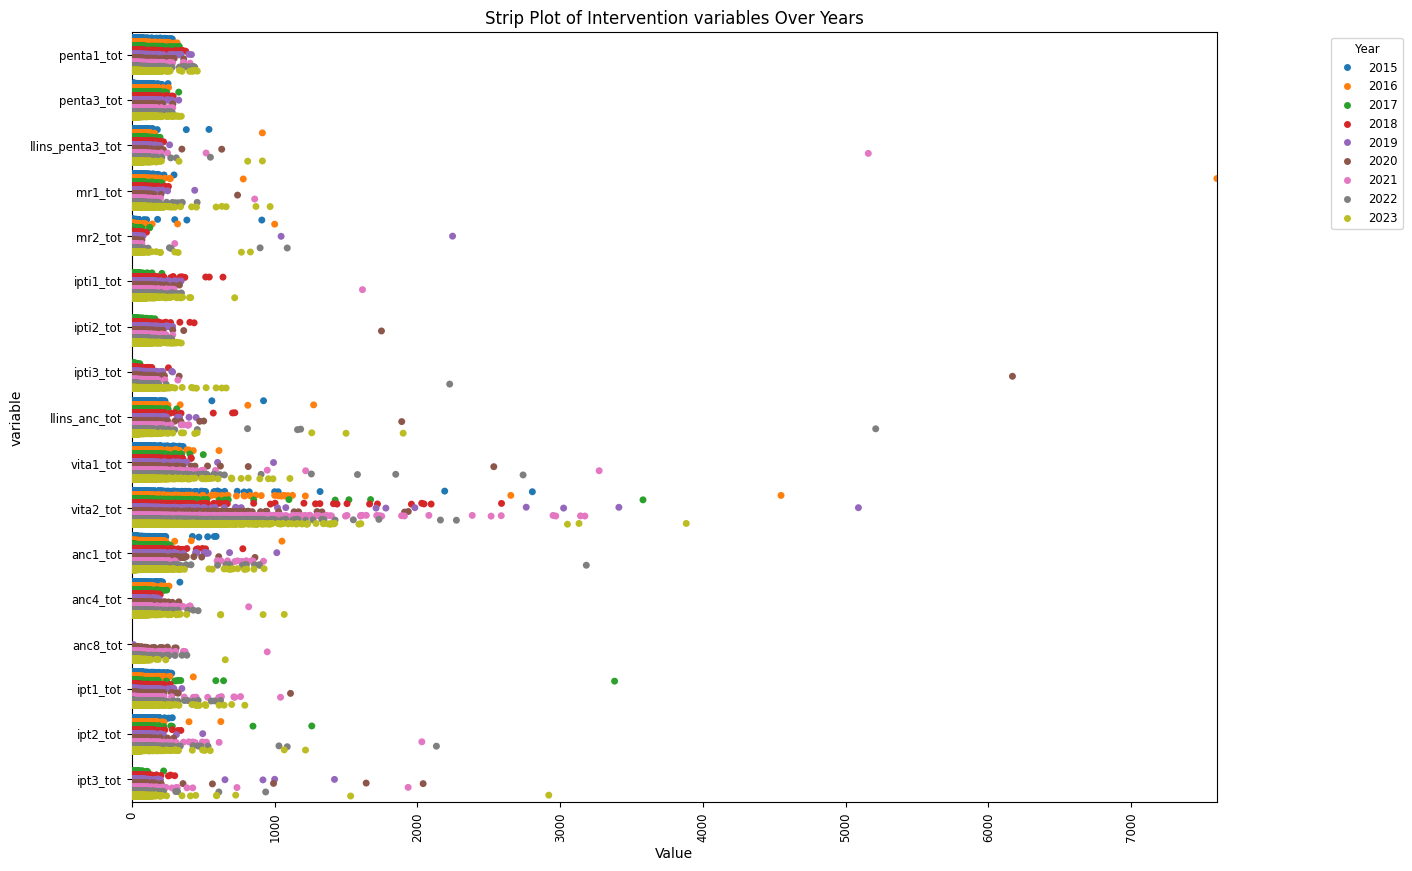 Strip Plot of Intervention variables Over Years
Year
2015
2016
2017
2018
2019
2020
2021
2022
2023
penta1_tot
penta3_tot
llins_penta3_tot
mr1_tot
mr2_tot
ipti1_tot
ipti2_tot
ipti3_tot
llins_anc_tot
vita1_tot
vita2_tot
anc1_tot
anc4_tot
anc8_tot
ipt1_tot
ipt2_tot
ipt3_tot
variable
0
1000
2000
3000
4000
5000
6000
7000
Value